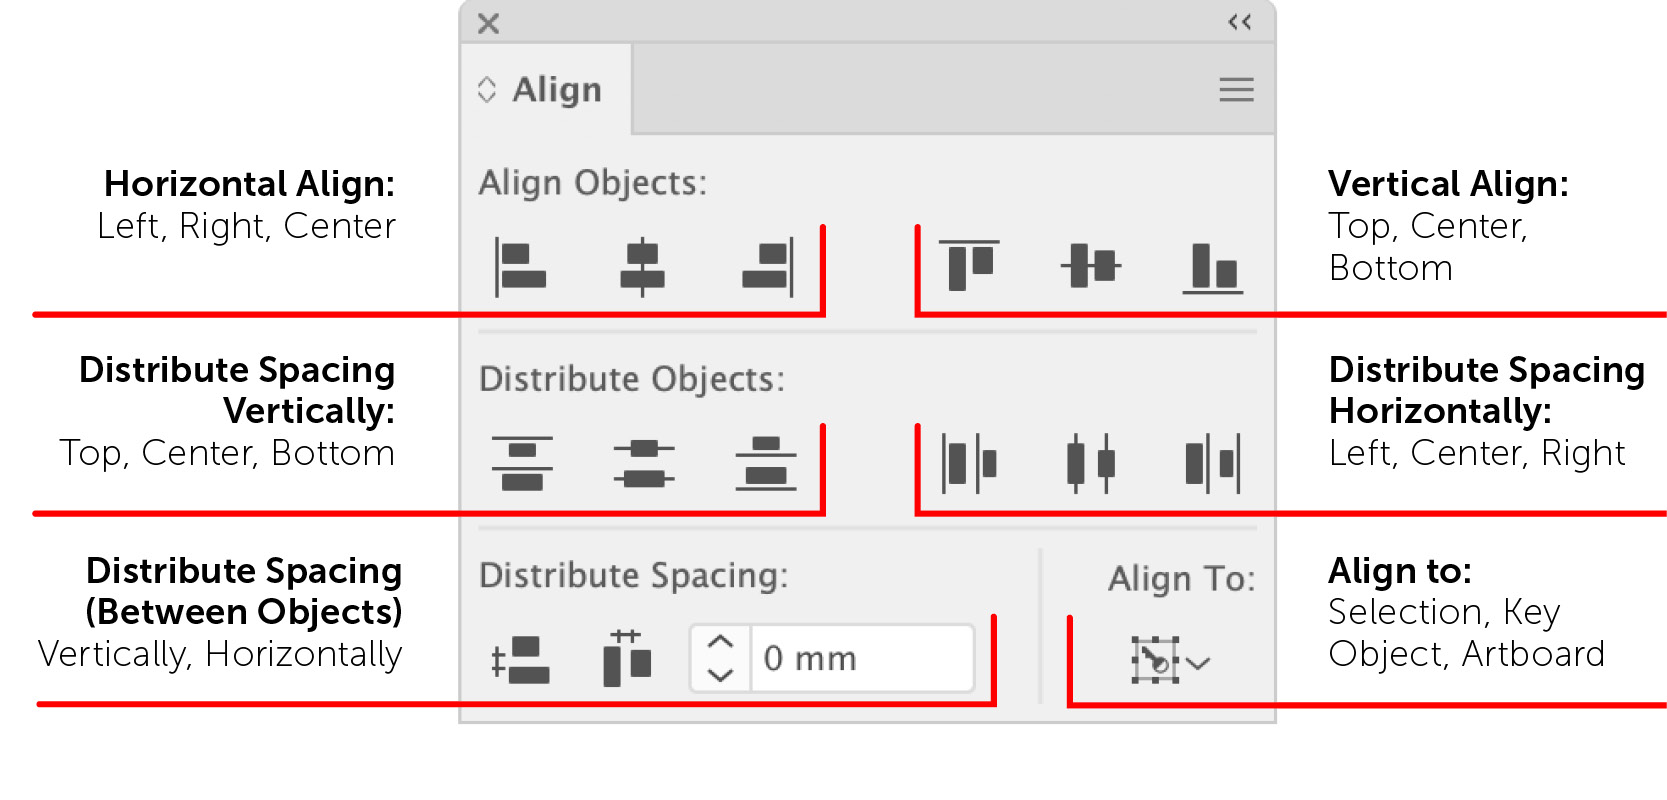 Align
Horizontal Align:
Left, Right, Center
Align Objects:
Vertical Align:
Top, Center,
Bottom
Distribute Spacing
Vertically:
Top, Center, Bottom
Distribute Objects:
Distribute Spacing
Horizontally:
Left, Center, Right
Distribute Spacing
(Between Objects)
Vertically, Horizontally
Distribute Spacing:
0 mm
Align To:
Align to:
Selection, Key
Object, Artboard